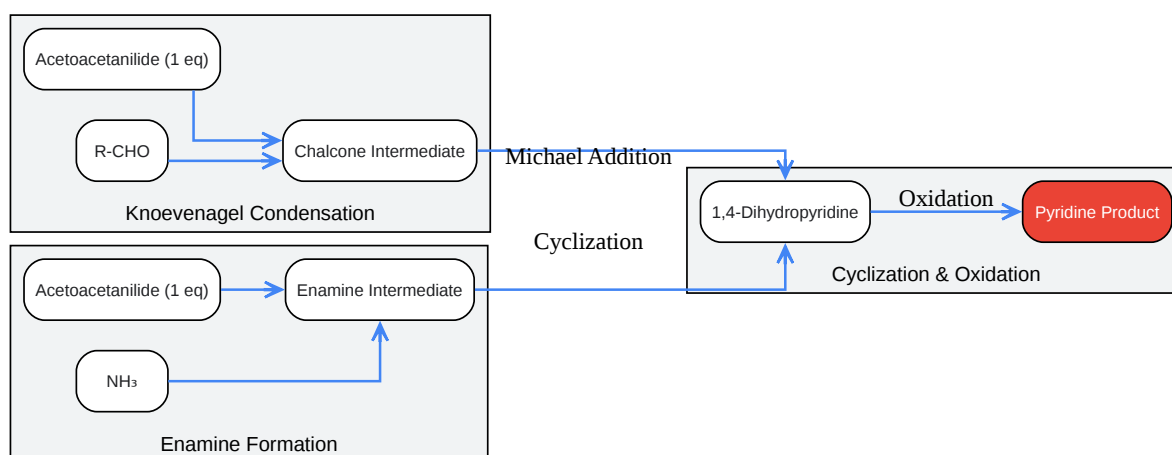 Acetoacetanilide (1 eq)
R-CHO
Chalcone Intermediate
Knoevenagel Condensation
Michael Addition
Acetoacetanilide (1 eq)
Enamine Intermediate
NH₃
Enamine Formation
Cyclization
1,4-Dihydropyridine
Oxidation
Pyridine Product
Cyclization & Oxidation